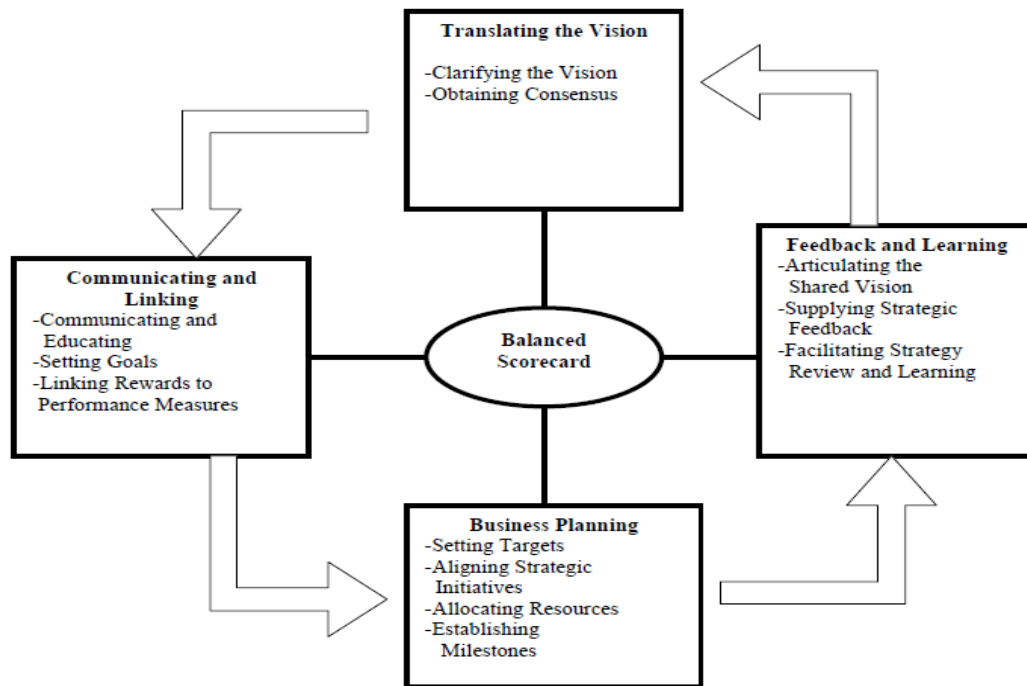 Translating the Vision
-Clarifying the Vision
-Obtaining Consensus
Communicating and
Linking
-Communicating and
Educating
-Setting Goals
-Linking Rewards to
Performance Measures
Balanced
Scorecard
Feedback and Learning
-Articulating the
Shared Vision
-Supplying Strategic
Feedback
-Facilitating Strategy
Review and Learning
Business Planning
-Setting Targets
-Aligning Strategic
Initiatives
-Allocating Resources
-Establishing
Milestones